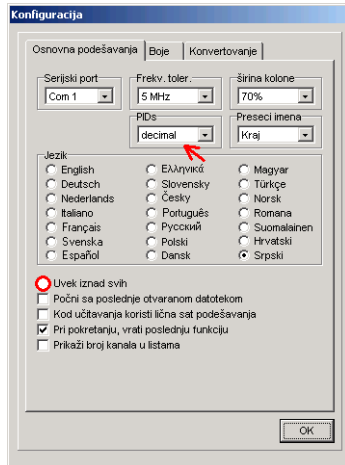 Konfiguracija
Osnovna podešavanja Boje Konvertovanje
Serijski port Frekv. toler. širina kolone
Com 1 5 MHz 70%
PIDs Preseci imena
decimal Kraj
Jezik
English Ελληνικά Magyar
Deutsch Slovensky Türkçe
Nederlands Česky Norsk
Italiano Português Romana
Français Русский Suomalainen
Svenska Polski Hrvatski
Español Dansk Srpski
Uvek iznad svih
Počni sa poslednje otvaranom datotekom
Kod učitavanja koristi lična sat podešavanja
Pri pokretanju, vrati poslednju funkciju
Prikaži broj kanala u listama
OK